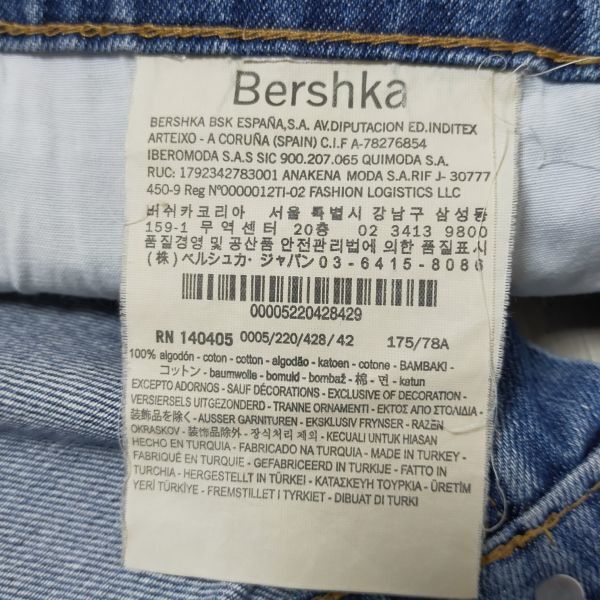 Bershka
BERSHKA BSK ESPAÑA,S.A. AV.DIPUTACION ED.INDITEX
ARTEIXO - A CORUÑA (SPAIN) C.I.F A-78276854
IBEROMODA S.A.S SIC 900.207.065 QUIMODA S.A.
RUC: 1792342783001 ANAKENA MODA S.A.RIF J- 30777
450-9 Reg Nº0000012TI-02 FASHION LOGISTICS LLC
버쉬카코리아 서울 특별시 강남구 삼성동
159-1 무역센터 20층 02 3413 9800
품질경영 및 공산품 안전관리법에 의한 품질표시
(株) ベルシュカ・ジャパン 03-6415-8086
00005220428429
RN 140405 0005/220/428/42 175/78A
100% algodón - coton - cotton - algodão - katoen - cotone - BAMBAKI -
コットン - baumwolle - bomuld - bombaž - 棉 - 면 - katun
EXCEPTO ADORNOS - SAUF DÉCORATIONS - EXCLUSIVE OF DECORATION -
VERSIERSELS UITGEZONDERD - TRANNE ORNAMENTI - ΕΚΤΟΣ ΑΠΟ ΣΤΟΛΙΔΙΑ -
装飾品を除く - AUSSER GARNITUREN - EKSKLUSIV FRYNSER - RAZEN
OKRASKOV - 装饰品除外 - 장식처리 제외 - KECUALI UNTUK HIASAN
HECHO EN TURQUIA - FABRICADO NA TURQUIA - MADE IN TURKEY -
FABRIQUÉ EN TURQUIE - GEFABRICEERD IN TURKIJE - FATTO IN
TURCHIA - HERGESTELLT IN TÜRKEI - ΚΑΤΑΣΚΕΥΗ ΤΟΥΡΚΙΑ - ÜRETİM
YERİ TÜRKİYE - FREMSTILLET I TYRKIET - DIBUAT DI TURKI